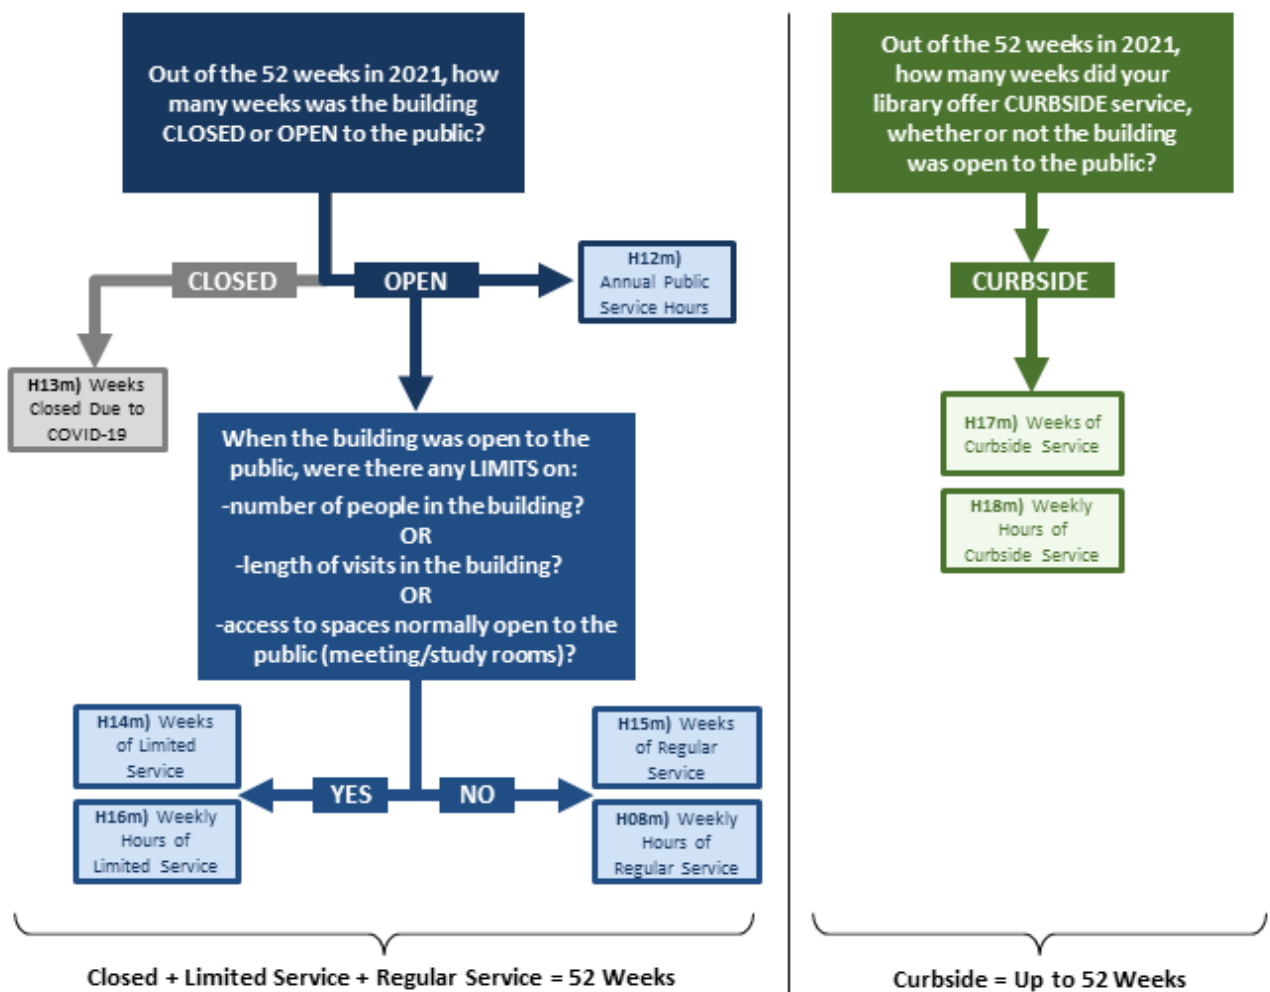 Out of the 52 weeks in 2021, how
many weeks was the building
CLOSED or OPEN to the public?
CLOSED
OPEN
H12m)
Annual Public
Service Hours
H13m) Weeks
Closed Due to
COVID-19
When the building was open to the
public, were there any LIMITS on:
-number of people in the building?
OR
-length of visits in the building?
OR
-access to spaces normally open to the
public (meeting/study rooms)?
H14m) Weeks
of Limited
Service
H16m) Weekly
Hours of
Limited Service
YES
NO
H15m) Weeks
of Regular
Service
H08m) Weekly
Hours of
Regular Service
Closed + Limited Service + Regular Service = 52 Weeks
Out of the 52 weeks in 2021,
how many weeks did your
library offer CURBSIDE service,
whether or not the building
was open to the public?
CURBSIDE
H17m) Weeks of
Curbside Service
H18m) Weekly
Hours of
Curbside Service
Curbside = Up to 52 Weeks